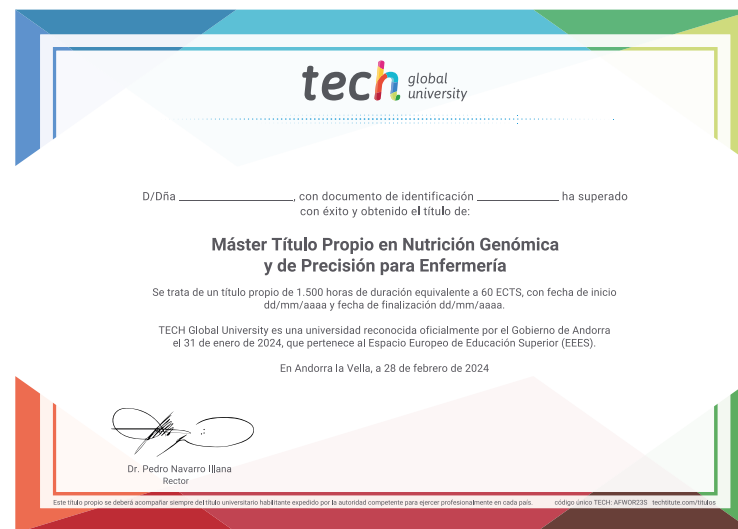 tech global
university
D/Dña ______________________, con documento de identificación ________________ ha superado
con éxito y obtenido el título de:
Máster Título Propio en Nutrición Genómica
y de Precisión para Enfermería
Se trata de un título propio de 1.500 horas de duración equivalente a 60 ECTS, con fecha de inicio
dd/mm/aaaa y fecha de finalización dd/mm/aaaa.
TECH Global University es una universidad reconocida oficialmente por el Gobierno de Andorra
el 31 de enero de 2024, que pertenece al Espacio Europeo de Educación Superior (EEES).
En Andorra la Vella, a 28 de febrero de 2024
Dr. Pedro Navarro Illana
Rector
Este título propio se deberá acompañar siempre del título universitario habilitante expedido por la autoridad competente para ejercer profesionalmente en cada país. código único TECH: AFWOR23S techtitute.com/titulos